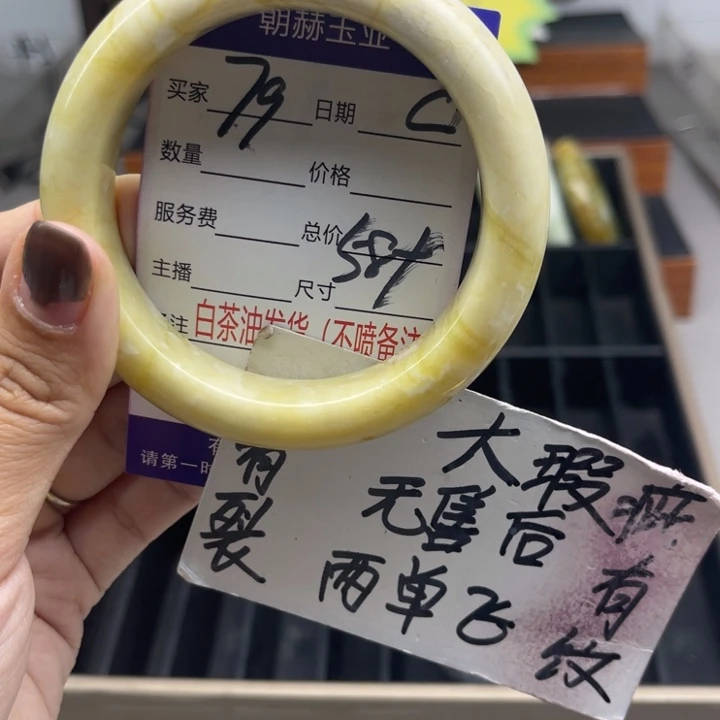 朝赫玉业
买家 79 日期 C
数量 价格
服务费 总价 584
主播 尺寸
注 白茶油发货(不喷备注
请第一时
大瑕疵
无售后 有纹
有裂 两单飞